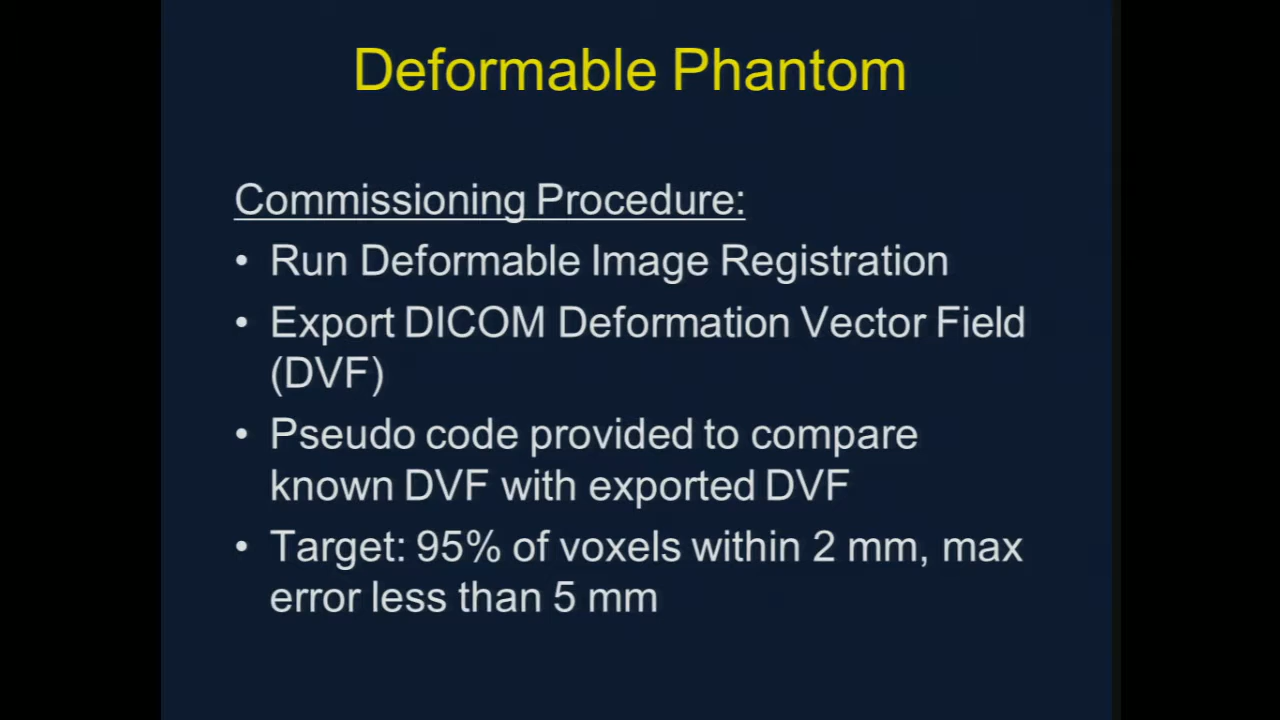 Deformable Phantom
Commissioning Procedure:
• Run Deformable Image Registration
• Export DICOM Deformation Vector Field
(DVF)
• Pseudo code provided to compare
known DVF with exported DVF
• Target: 95% of voxels within 2 mm, max
error less than 5 mm